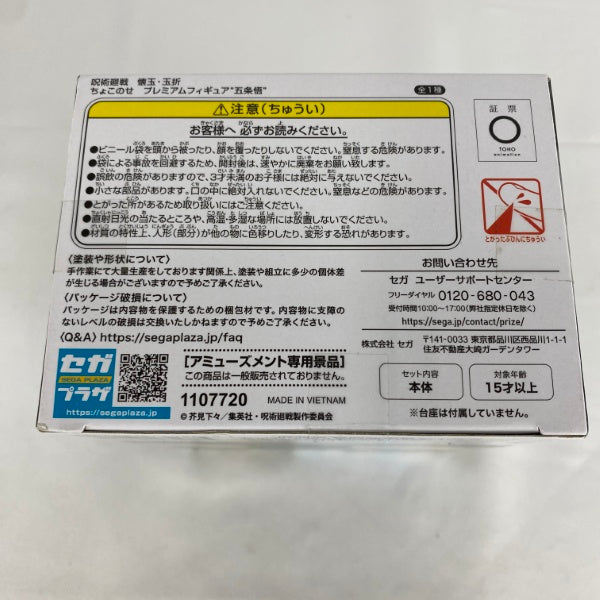 呪術廻戦 懐玉・玉折
ちょこのせ プレミアムフィギュア"五条悟"
全1種
証票
TOHO
animation
注意(ちゅうい)
お客様へ 必ずお読みください。
●ビニール袋を頭から被ったり、顔を覆ったりしないでください。窒息する危険があります。
●袋による事故を回避するため、開封後は、速やかに廃棄をお願い致します。
●誤飲の危険がありますので、3才未満のお子様には絶対に与えないでください。
●小さな部品があります。口の中に絶対入れないでください。窒息などの危険があります。
●とがった所があるため取り扱いにはご注意ください。
●直射日光の当たるところや、高温・多湿な場所には放置しないでください。
●材質の特性上、人形(部分)が他の物に色移りしたり、変形する恐れがあります。
とがったぶひんにちゅうい
〈塗装や形状について〉
手作業にて大量生産をしております関係上、塗装や組立に多少の個体差
が生じる場合がございますので予めご了承ください。
〈パッケージ破損について〉
パッケージは内容物を保護するための梱包材です。内容物に支障の
ないレベルの破損は交換いたしかねますので予めご了承ください。
〈Q&A〉https://segaplaza.jp/faq
お問い合わせ先
セガ ユーザーサポートセンター
フリーダイヤル 0120-680-043
受付時間10:00~17:00(弊社指定休日を除く)
https://sega.jp/contact/prize/
株式会社 セガ
〒141-0033 東京都品川区西品川1-1-1
住友不動産大崎ガーデンタワー
セガ
SEGA PLAZA
プラザ
https://segaplaza.jp
【アミューズメント専用景品】
この商品は一般販売されておりません。
1107720 MADE IN VIETNAM
© 芥見下々/集英社・呪術廻戦製作委員会
セット内容
本体
対象年齢
15才以上
※台座は付属していません。